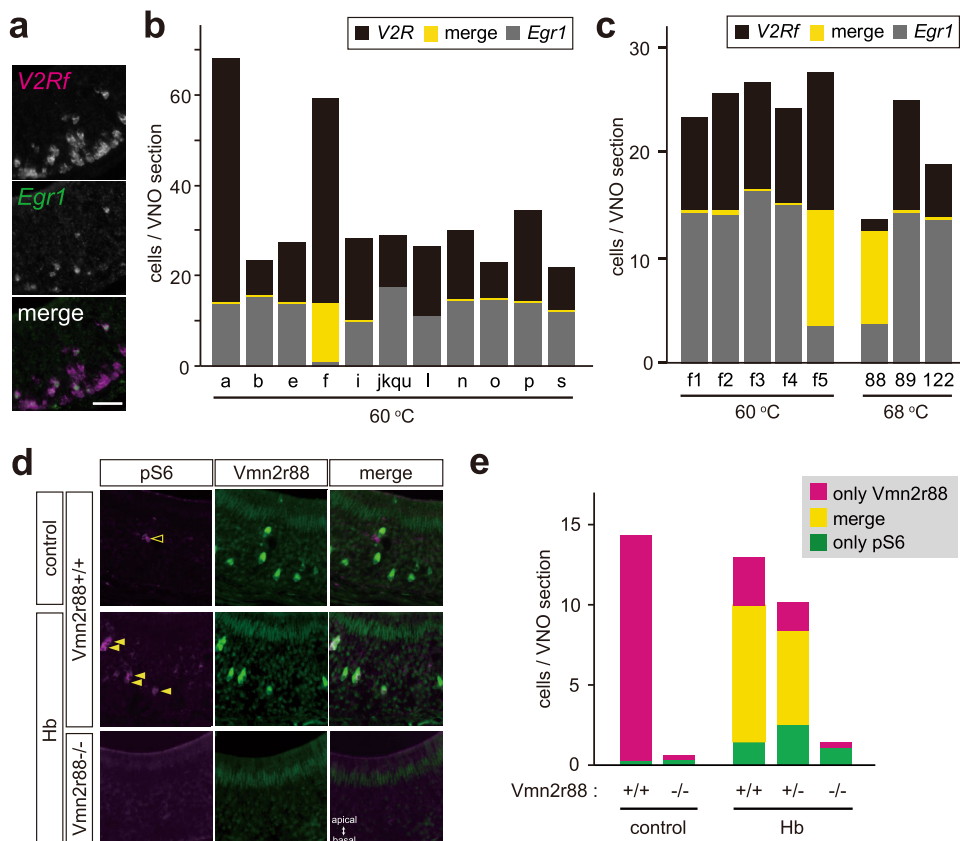 a
V2Rf
Egr1
merge
b
V2R merge Egr1
cells / VNO section
60
40
20
0
a b e f i jkqu l n o p s
60 °C
c
V2Rf merge Egr1
cells / VNO section
30
20
10
0
f1 f2 f3 f4 f5 88 89 122
60 °C 68 °C
d
pS6 Vmn2r88 merge
control
Hb
Vmn2r88+/+
Vmn2r88-/-
apical
basal
e
only Vmn2r88
merge
only pS6
cells / VNO section
15
10
5
0
Vmn2r88 : +/+ -/- +/+ +/- -/-
control Hb